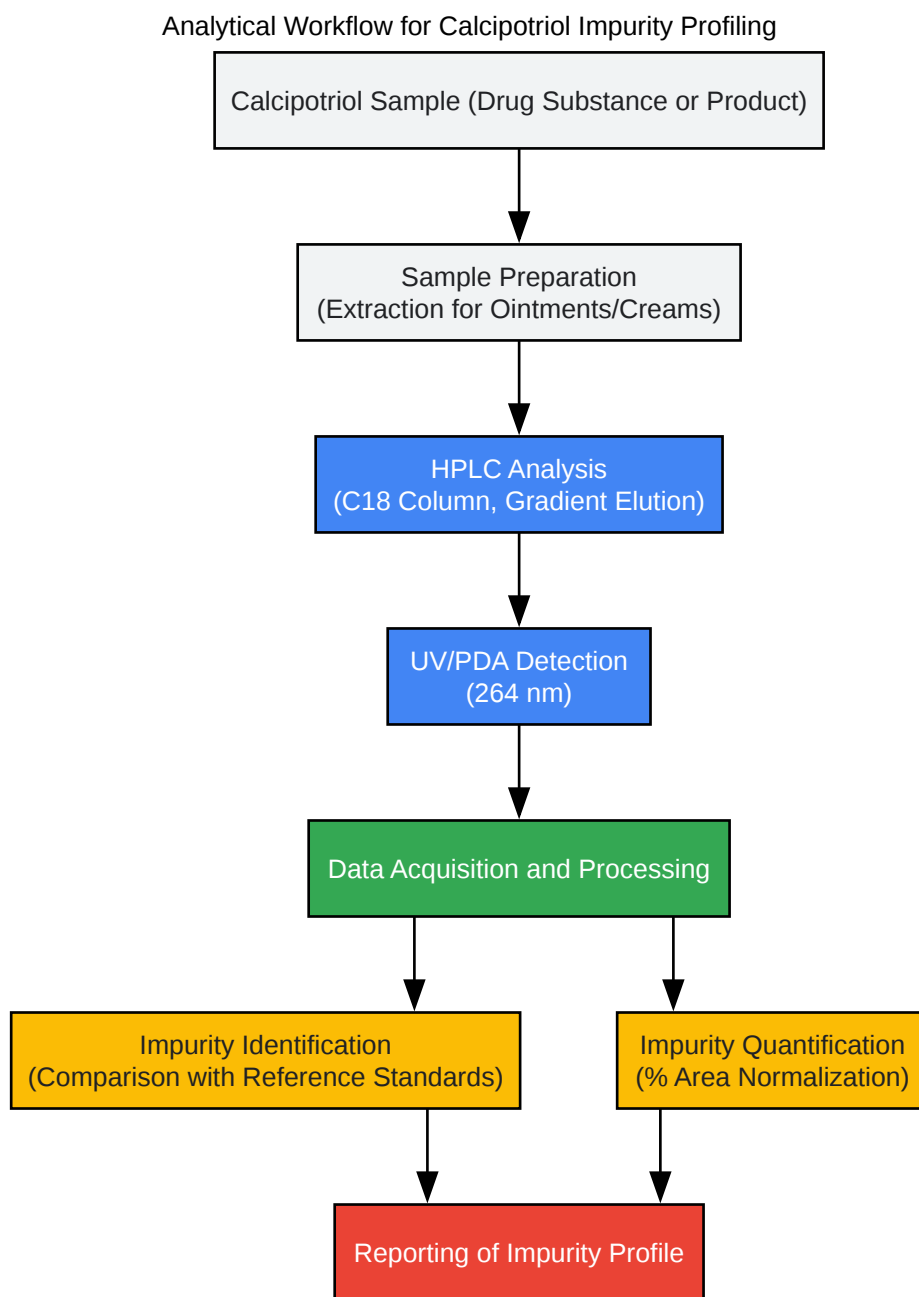 Analytical Workflow for Calcipotriol Impurity Profiling
Calcipotriol Sample (Drug Substance or Product)
Sample Preparation
(Extraction for Ointments/Creams)
HPLC Analysis
(C18 Column, Gradient Elution)
UV/PDA Detection
(264 nm)
Data Acquisition and Processing
Impurity Identification
(Comparison with Reference Standards)
Impurity Quantification
(% Area Normalization)
Reporting of Impurity Profile